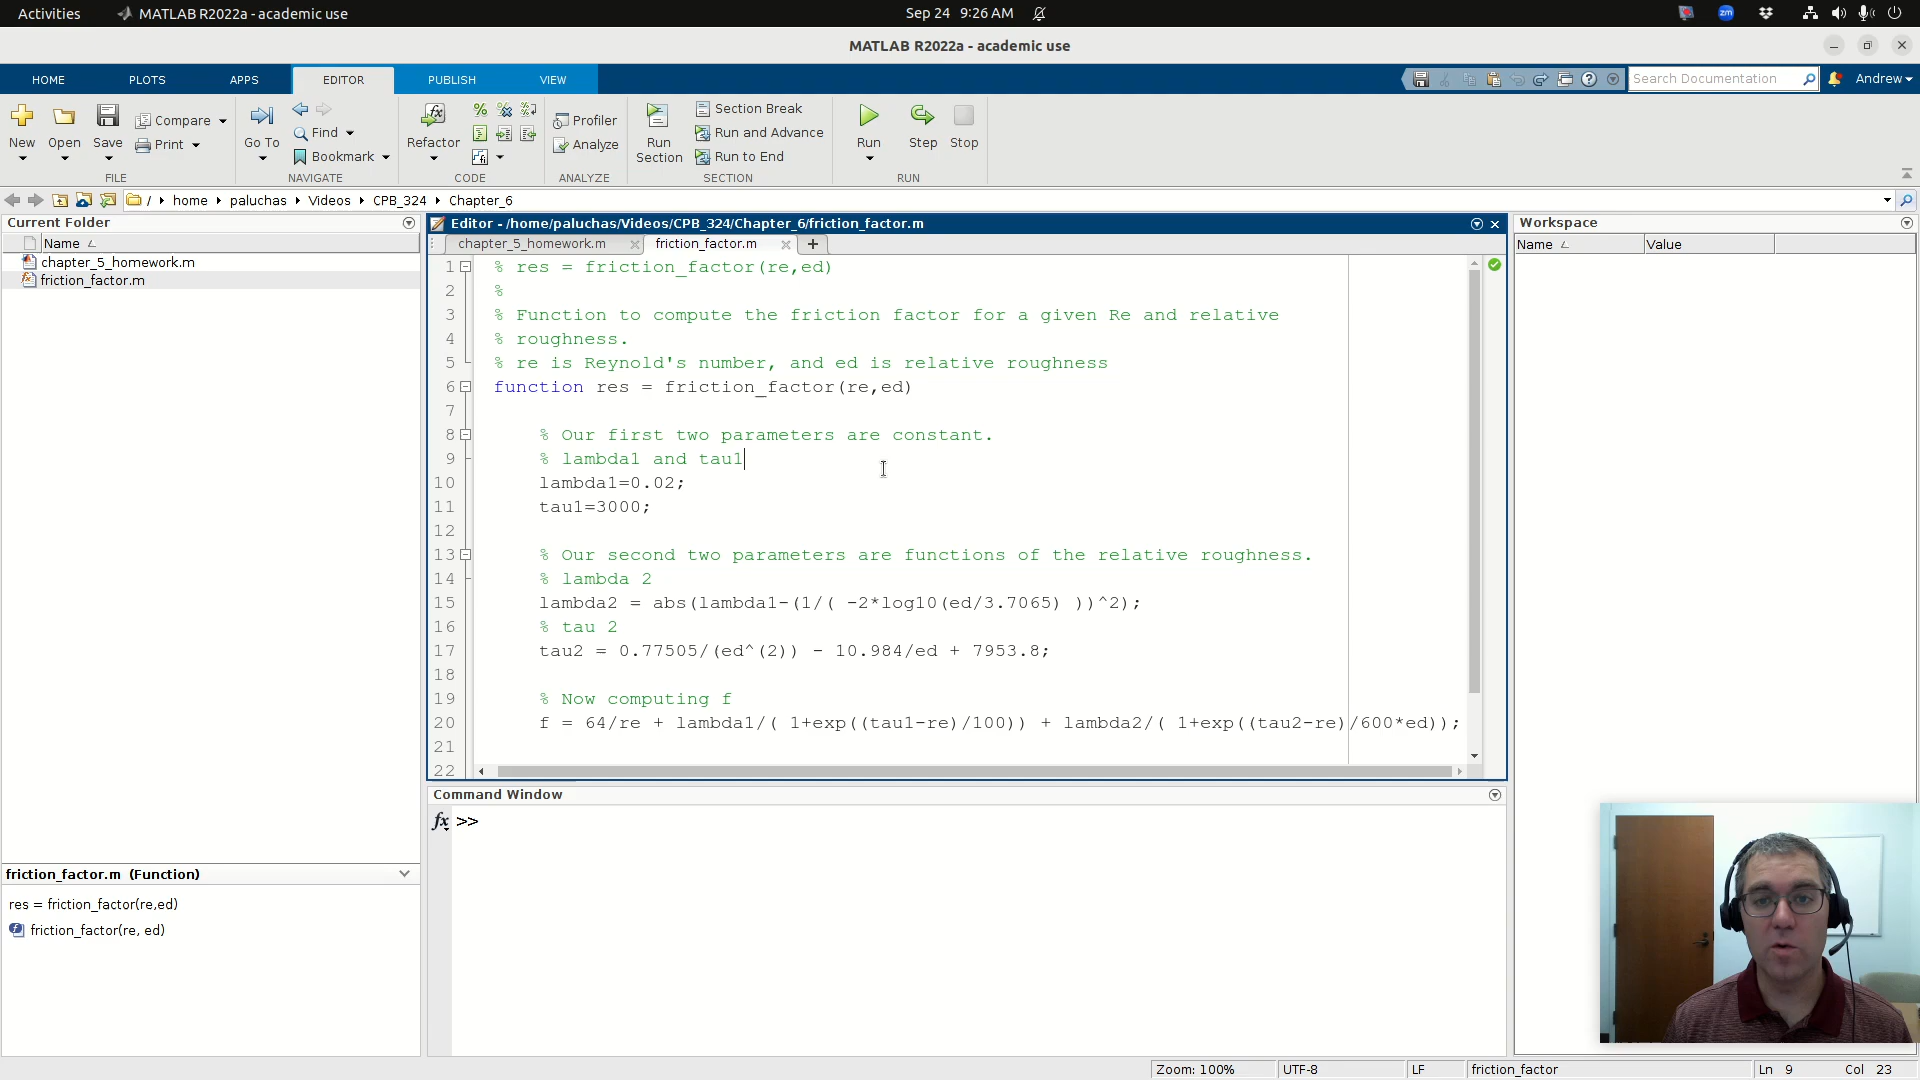 Activities
MATLAB R2022a - academic use
Sep 24 9:26 AM
zm
MATLAB R2022a - academic use
HOME
PLOTS
APPS
EDITOR
PUBLISH
VIEW
Search Documentation
Andrew
New
Open
Save
Compare
Print
FILE
Go To
Find
Bookmark
NAVIGATE
Refactor
CODE
Profiler
Analyze
ANALYZE
Run Section
Section Break
Run and Advance
Run to End
SECTION
Run
Step
Stop
RUN
/ home paluchas Videos CPB_324 Chapter_6
Current Folder
Name
chapter_5_homework.m
friction_factor.m
friction_factor.m (Function)
res = friction_factor(re,ed)
friction_factor(re, ed)
Editor - /home/paluchas/Videos/CPB_324/Chapter_6/friction_factor.m
chapter_5_homework.m
friction_factor.m
1 % res = friction_factor(re,ed)
2 %
3 % Function to compute the friction factor for a given Re and relative
4 % roughness.
5 % re is Reynold's number, and ed is relative roughness
6 function res = friction_factor(re,ed)
7
8 % Our first two parameters are constant.
9 % lambda1 and tau1
10 lambda1=0.02;
11 tau1=3000;
12
13 % Our second two parameters are functions of the relative roughness.
14 % lambda 2
15 lambda2 = abs(lambda1-(1/( -2*log10(ed/3.7065) ))^2);
16 % tau 2
17 tau2 = 0.77505/(ed^(2)) - 10.984/ed + 7953.8;
18
19 % Now computing f
20 f = 64/re + lambda1/( 1+exp((tau1-re)/100)) + lambda2/( 1+exp((tau2-re)/600*ed));
21
22
Command Window
fx >>
Workspace
Name
Value
Zoom: 100%
UTF-8
LF
friction_factor
Ln 9
Col 23